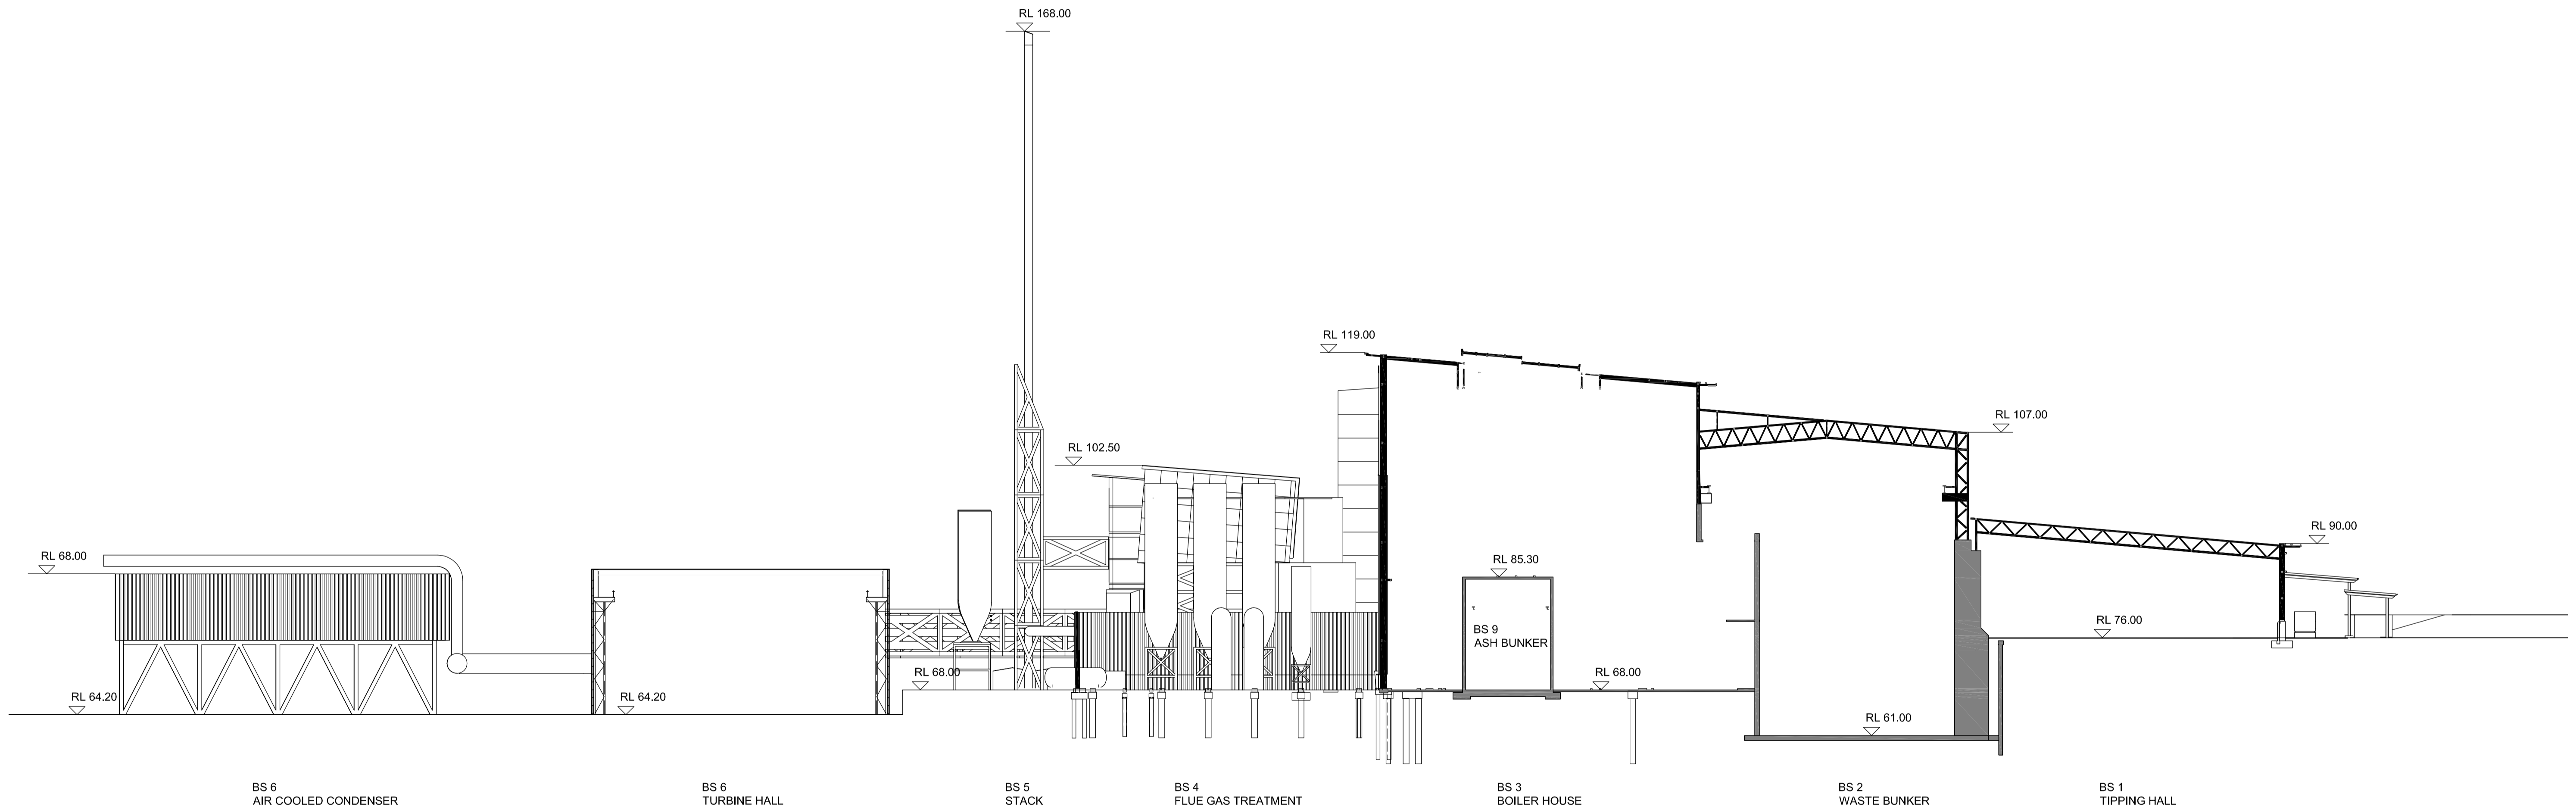 RL 168.00
RL 119.00
RL 107.00
RL 102.50
RL 90.00
RL 68.00
RL 85.30
BS 9
ASH BUNKER
RL 76.00
RL 68.00
RL 68.00
RL 64.20
RL 64.20
RL 61.00
BS 6
AIR COOLED CONDENSER
BS 6
TURBINE HALL
BS 5
STACK
BS 4
FLUE GAS TREATMENT
BS 3
BOILER HOUSE
BS 2
WASTE BUNKER
BS 1
TIPPING HALL